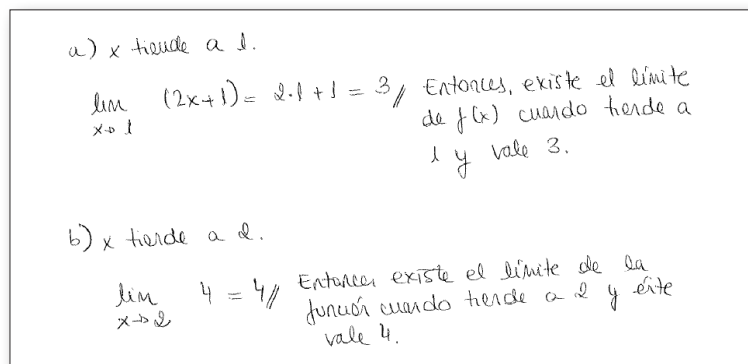 a) x tiende a 1.
lim x→1 (2x+1) = 2·1+1 = 3// Entonces, existe el límite
de f(x) cuando tiende a
1 y vale 3.
b) x tiende a 2.
lim x→2 4 = 4// Entonces existe el límite de la
función cuando tiende a 2 y éste
vale 4.